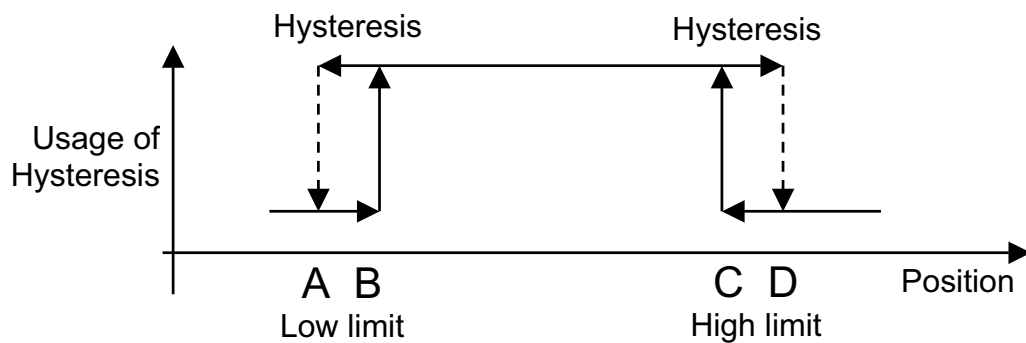 Hysteresis Hysteresis
Usage of
Hysteresis
A B C D
Position
Low limit High limit